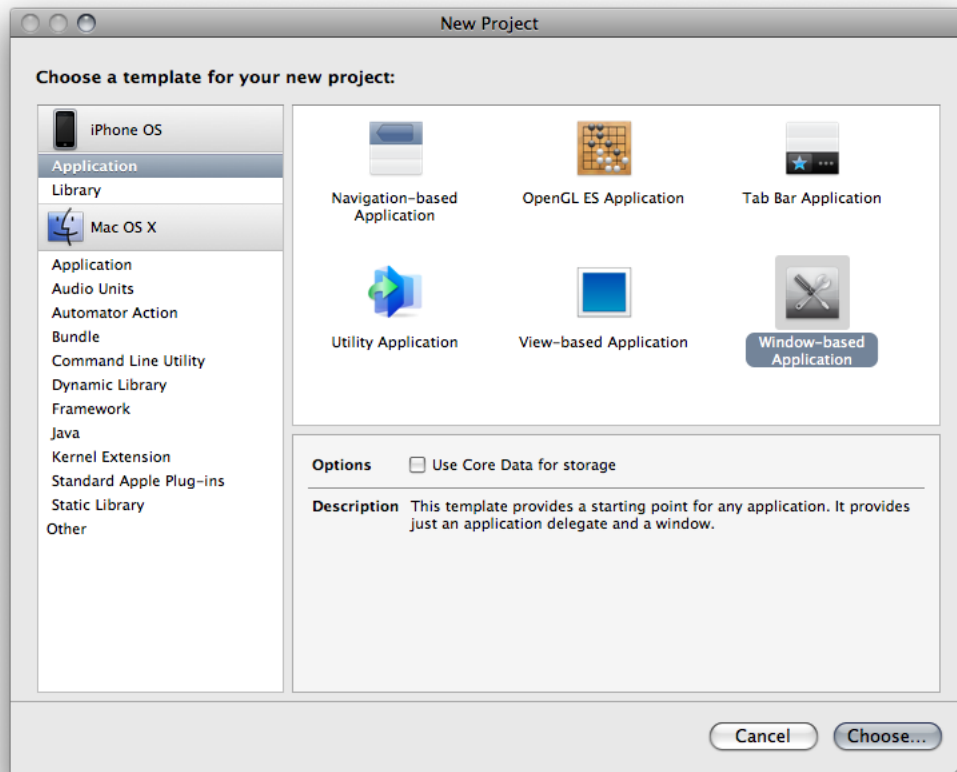 New Project
Choose a template for your new project:
iPhone OS
Application
Library
Mac OS X
Application
Audio Units
Automator Action
Bundle
Command Line Utility
Dynamic Library
Framework
Java
Kernel Extension
Standard Apple Plug-ins
Static Library
Other
Navigation-based
Application
OpenGL ES Application
Tab Bar Application
Utility Application
View-based Application
Window-based
Application
Options
Use Core Data for storage
Description This template provides a starting point for any application. It provides
just an application delegate and a window.
Cancel
Choose...